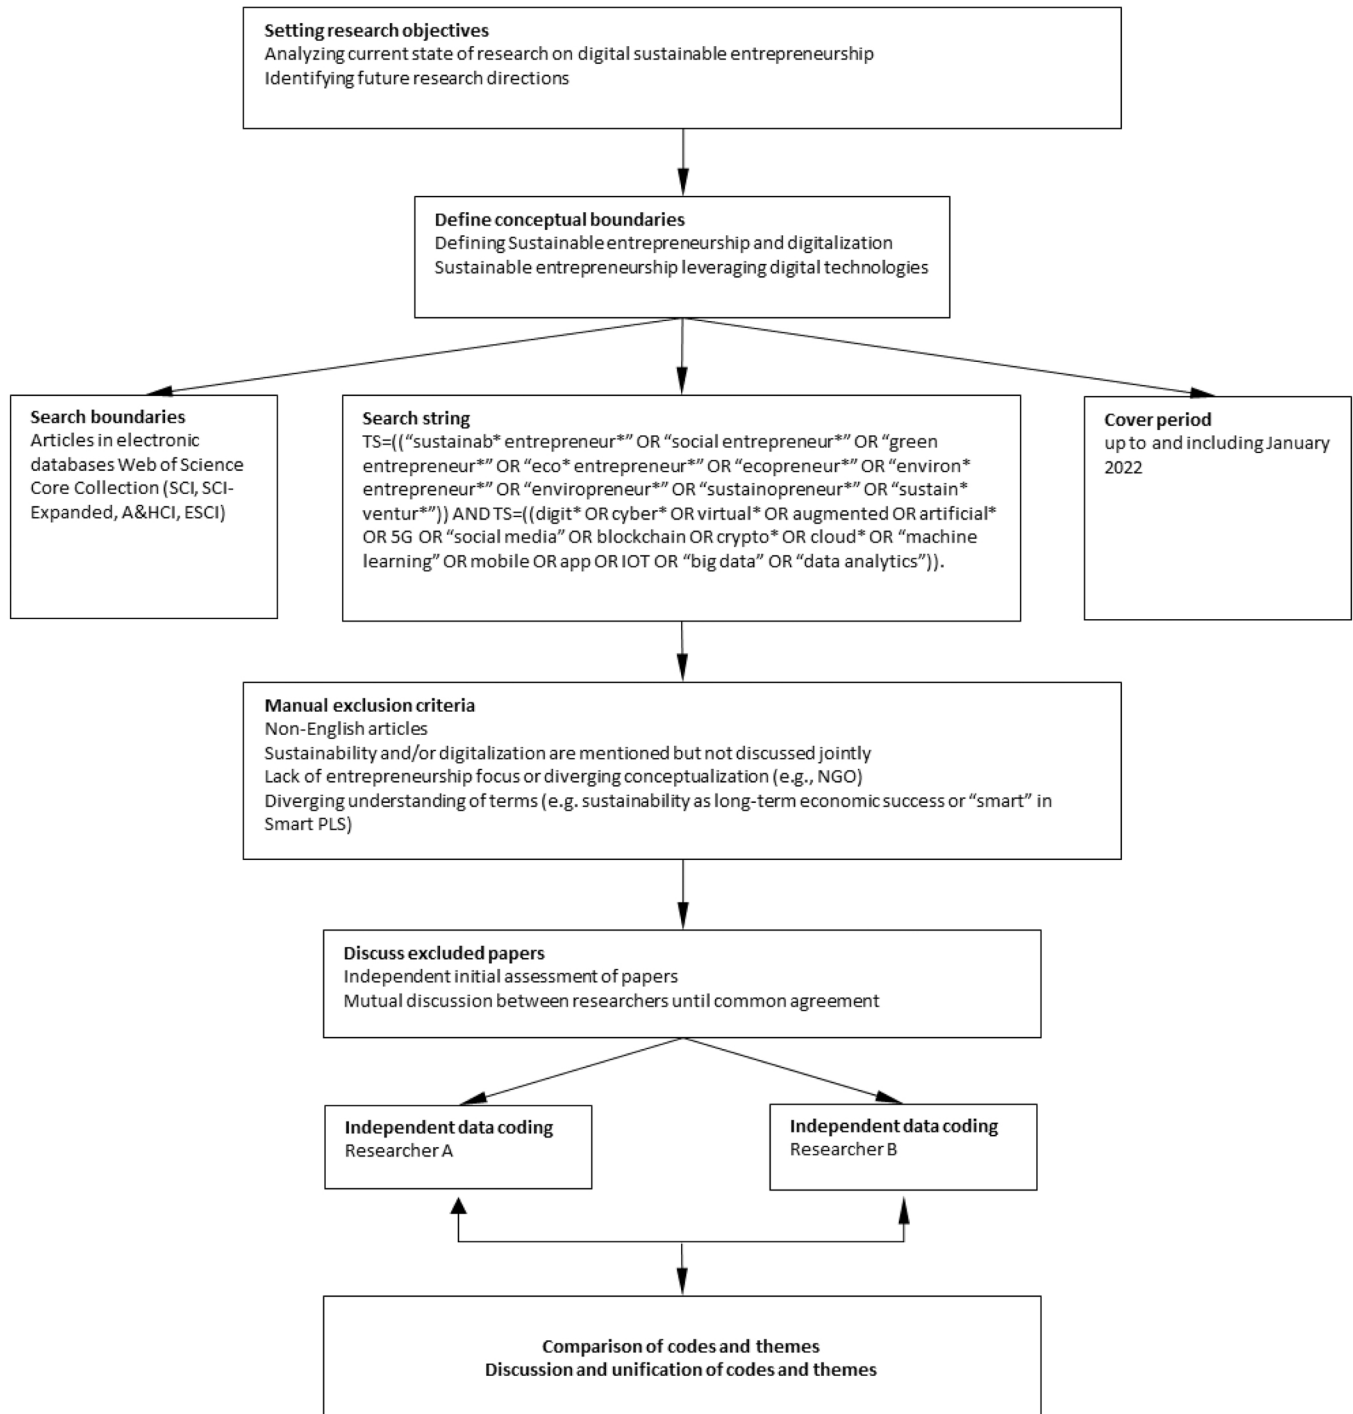 Setting research objectives
Analyzing current state of research on digital sustainable entrepreneurship
Identifying future research directions
Define conceptual boundaries
Defining Sustainable entrepreneurship and digitalization
Sustainable entrepreneurship leveraging digital technologies
Search boundaries
Articles in electronic
databases Web of Science
Core Collection (SCI, SCI-
Expanded, A&HCI, ESCI)
Search string
TS=((“sustainab* entrepreneur*” OR “social entrepreneur*” OR “green
entrepreneur*” OR “eco* entrepreneur*” OR “ecopreneur*” OR “environ*
entrepreneur*” OR “enviropreneur*” OR “sustainopreneur*” OR “sustain*
ventur*”)) AND TS=((digit* OR cyber* OR virtual* OR augmented OR artificial*
OR 5G OR “social media” OR blockchain OR crypto* OR cloud* OR “machine
learning” OR mobile OR app OR IOT OR “big data” OR “data analytics”)).
Cover period
up to and including January
2022
Manual exclusion criteria
Non-English articles
Sustainability and/or digitalization are mentioned but not discussed jointly
Lack of entrepreneurship focus or diverging conceptualization (e.g., NGO)
Diverging understanding of terms (e.g. sustainability as long-term economic success or “smart” in
Smart PLS)
Discuss excluded papers
Independent initial assessment of papers
Mutual discussion between researchers until common agreement
Independent data coding
Researcher A
Independent data coding
Researcher B
Comparison of codes and themes
Discussion and unification of codes and themes